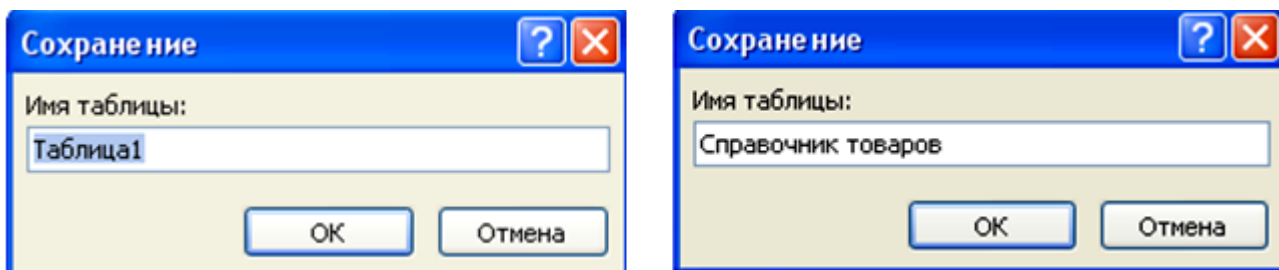 Сохранение
Имя таблицы:
Таблица1
ОК
Отмена
Сохранение
Имя таблицы:
Справочник товаров
ОК
Отмена